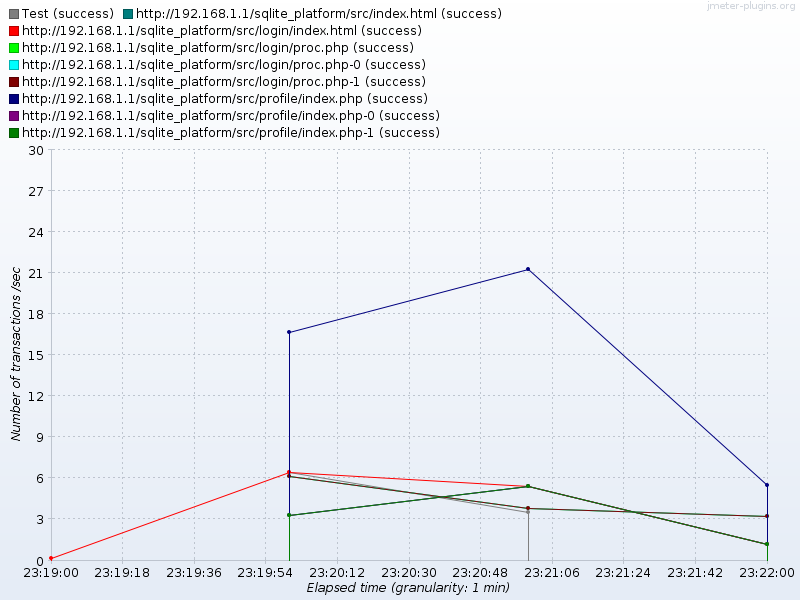 jmeter-plugins.org
Test (success) http://192.168.1.1/sqlite_platform/src/index.html (success)
http://192.168.1.1/sqlite_platform/src/login/index.html (success)
http://192.168.1.1/sqlite_platform/src/login/proc.php (success)
http://192.168.1.1/sqlite_platform/src/login/proc.php-0 (success)
http://192.168.1.1/sqlite_platform/src/login/proc.php-1 (success)
http://192.168.1.1/sqlite_platform/src/profile/index.php (success)
http://192.168.1.1/sqlite_platform/src/profile/index.php-0 (success)
http://192.168.1.1/sqlite_platform/src/profile/index.php-1 (success)
30
27
24
21
18
15
12
9
6
3
0
Number of transactions /sec
23:19:00 23:19:18 23:19:36 23:19:54 23:20:12 23:20:30 23:20:48 23:21:06 23:21:24 23:21:42 23:22:00
Elapsed time (granularity: 1 min)